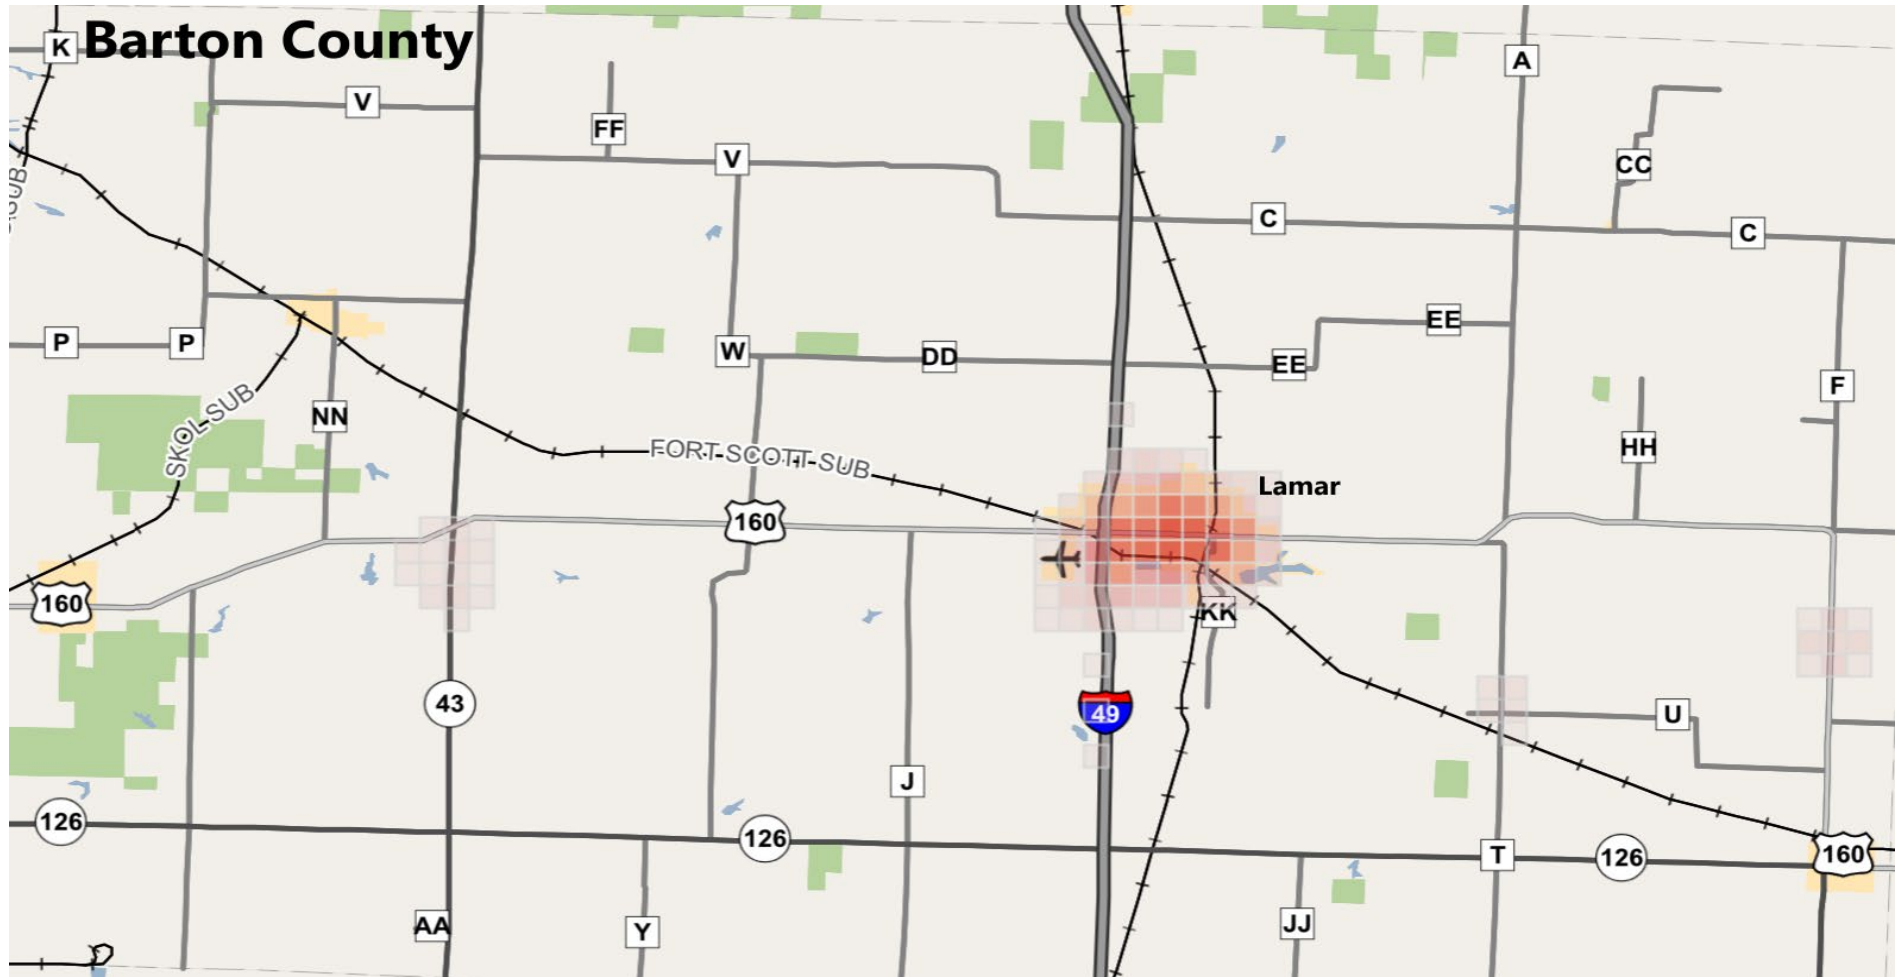 Barton County
K
A
V
FF
V
CC
SUB
C
C
P
P
W
DD
EE
EE
F
NN
SKOL SUB
HH
FORT SCOTT SUB
Lamar
160
160
KK
43
49
U
J
126
126
T
126
160
AA
Y
JJ